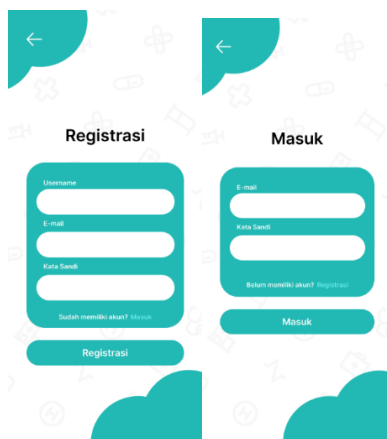 Registrasi
Username
E-mail
Kata Sandi
Sudah memiliki akun? Masuk
Registrasi
Masuk
E-mail
Kata Sandi
Belum memiliki akun? Registrasi
Masuk